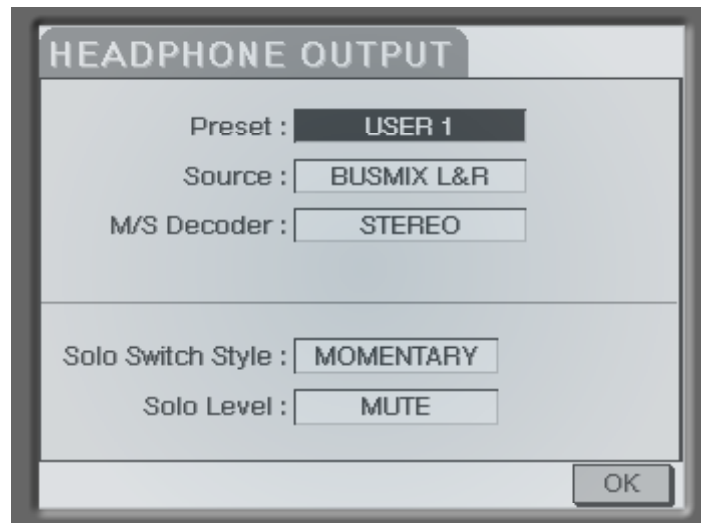 HEADPHONE OUTPUT
Preset : USER 1
Source : BUSMIX L&R
M/S Decoder : STEREO
Solo Switch Style : MOMENTARY
Solo Level : MUTE
OK